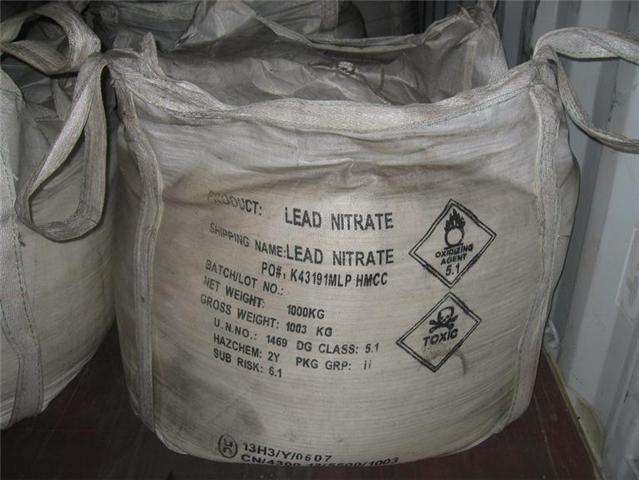 PRODUCT: LEAD NITRATE
SHIPPING NAME: LEAD NITRATE
PO#: K43191MLP HMCC
BATCH/LOT NO.:
NET WEIGHT: 1000KG
GROSS WEIGHT: 1003 KG
U.N.NO.: 1469 DG CLASS: 5.1
HAZCHEM: 2Y PKG GRP: ii
SUB RISK: 6.1
OXIDIZING
AGENT
5.1
TOXIC
13H3/Y/0607